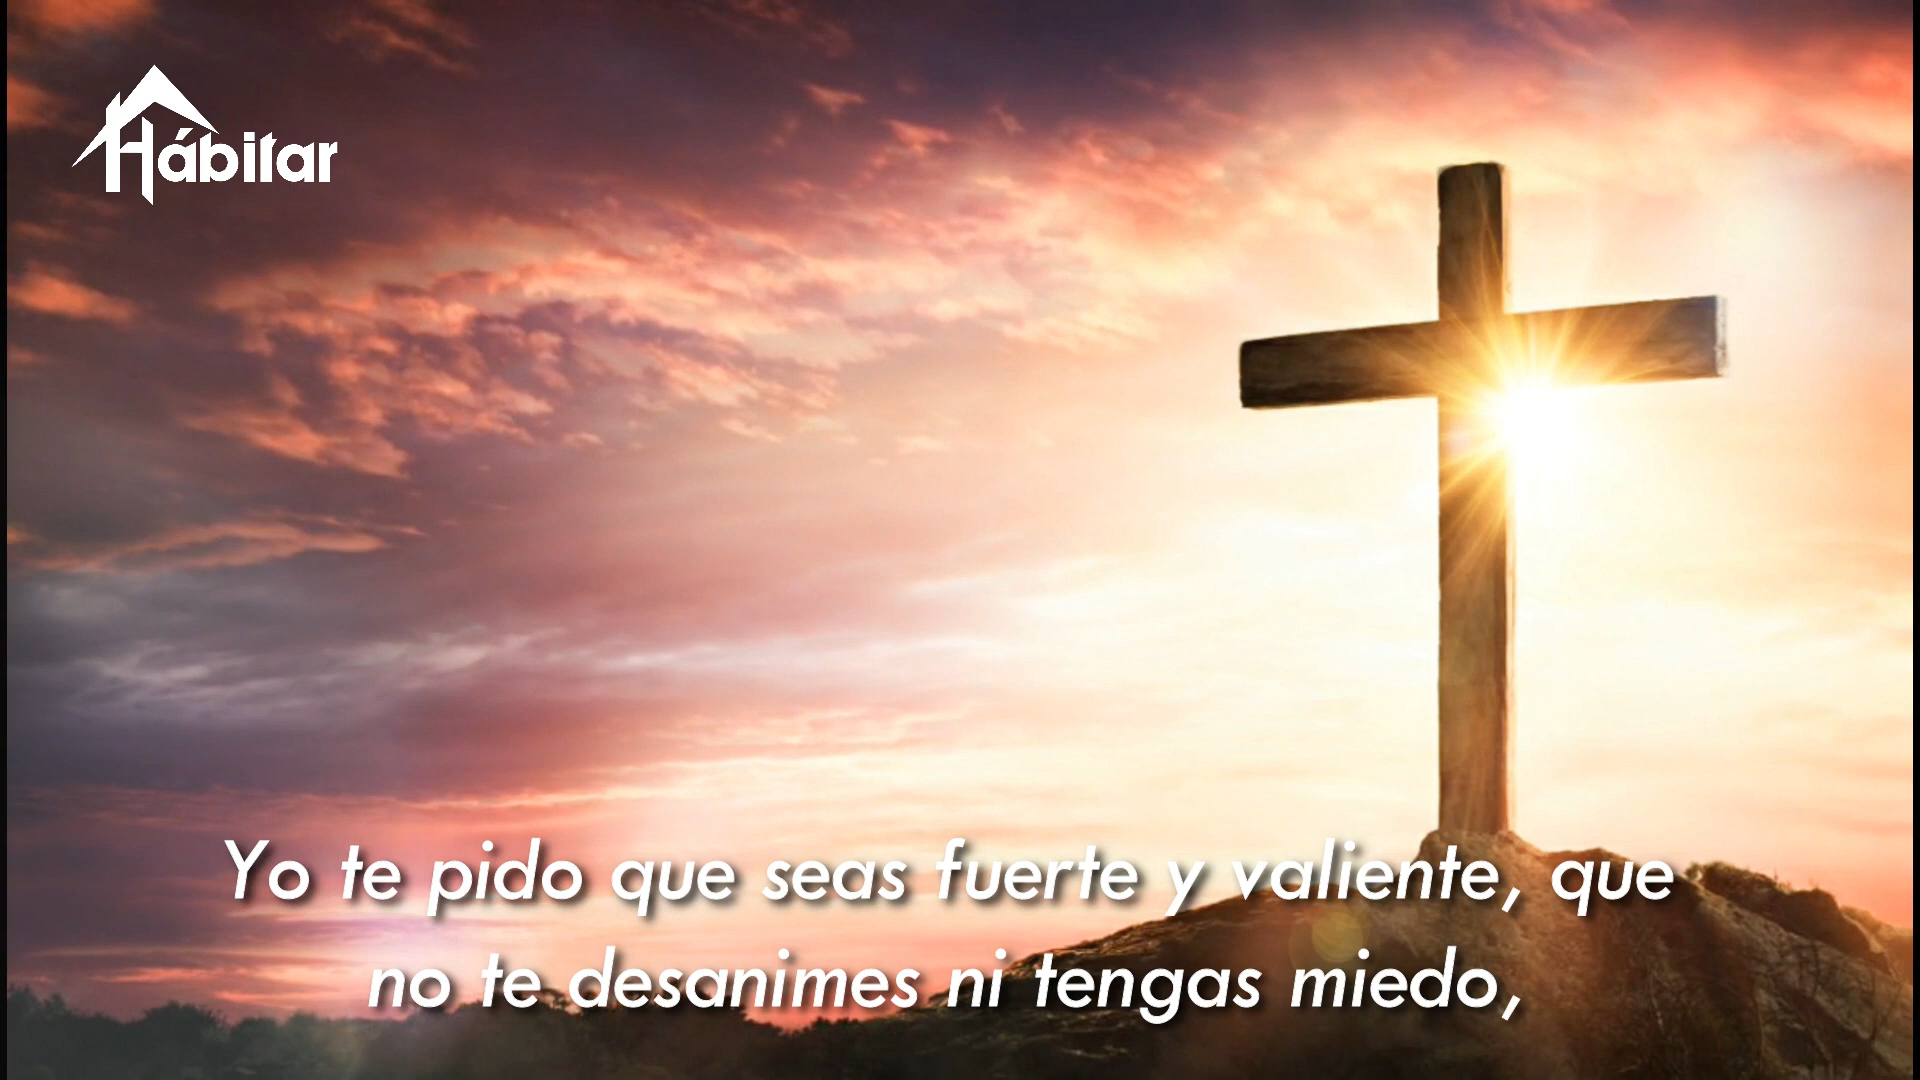 Hábitar
Yo te pido que seas fuerte y valiente, que
no te desanimes ni tengas miedo,